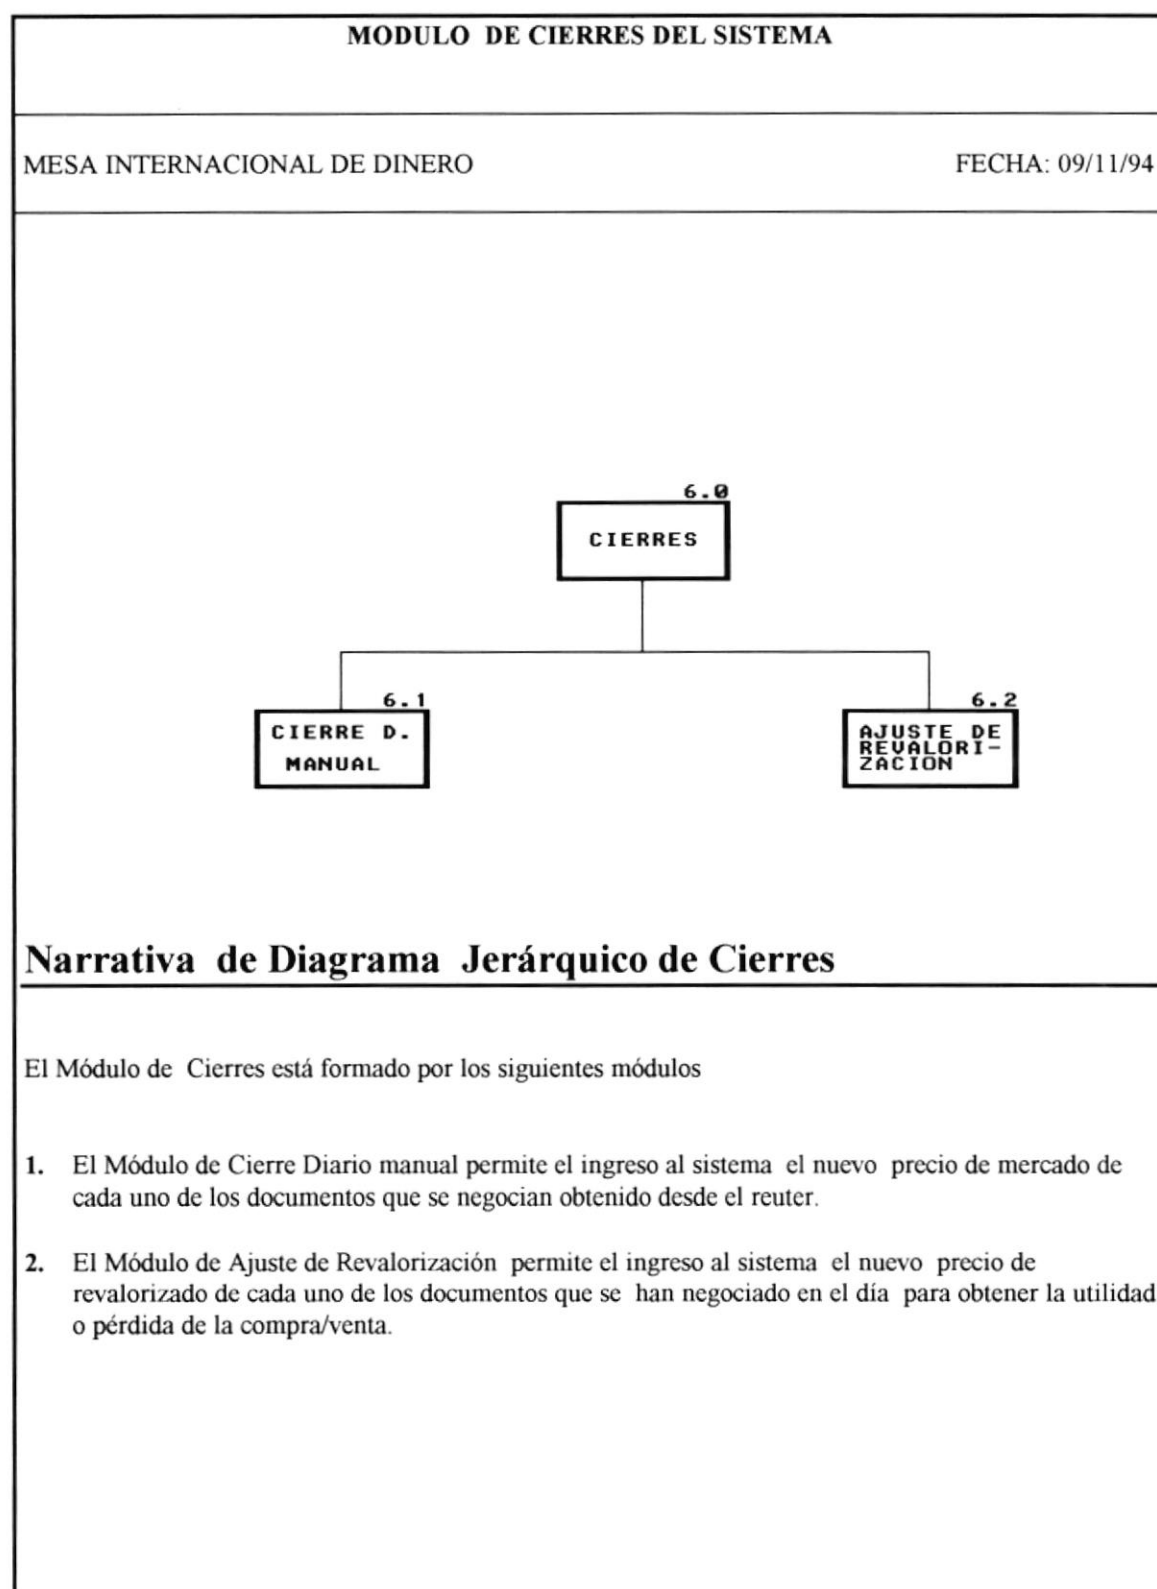 MODULO DE CIERRES DEL SISTEMA
MESA INTERNACIONAL DE DINERO FECHA: 09/11/94
6.0
CIERRES
6.1
CIERRE D.
MANUAL
6.2
AJUSTE DE
REVALORI-
ZACION
Narrativa de Diagrama Jerárquico de Cierres
El Módulo de Cierres está formado por los siguientes módulos
1. El Módulo de Cierre Diario manual permite el ingreso al sistema el nuevo precio de mercado de
cada uno de los documentos que se negocian obtenido desde el reuter.
2. El Módulo de Ajuste de Revalorización permite el ingreso al sistema el nuevo precio de
revalorizado de cada uno de los documentos que se han negociado en el día para obtener la utilidad
o pérdida de la compra/venta.